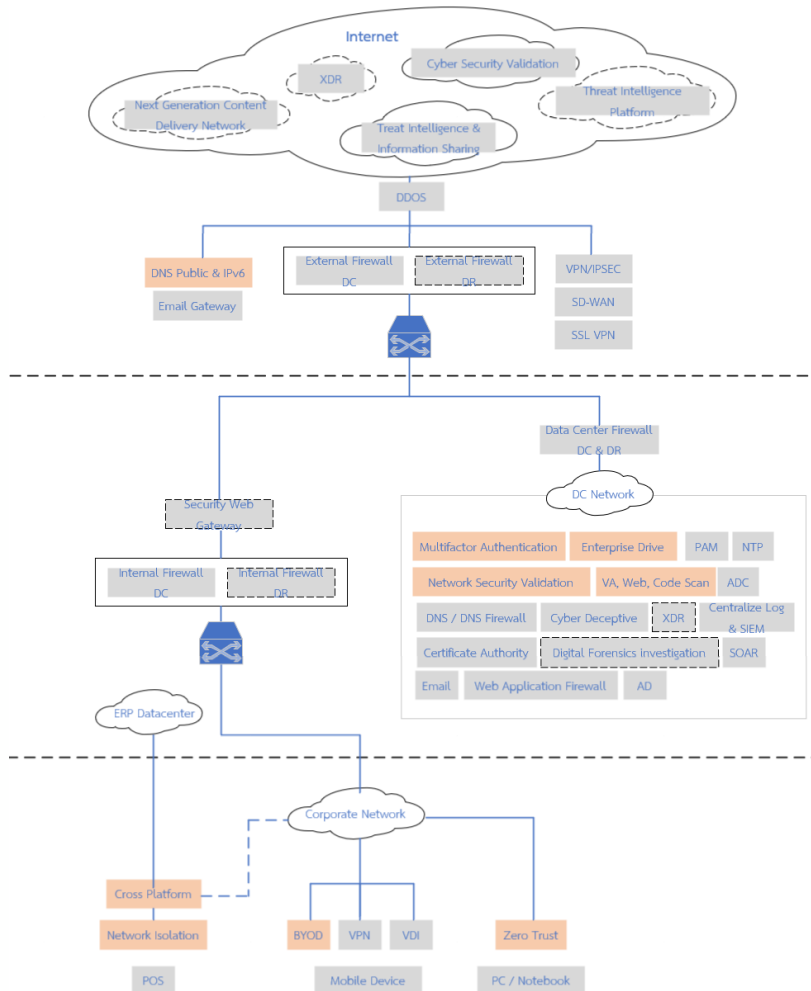 Internet
Cyber Security Validation
XDR
Next Generation Content
Delivery Network
Threat Intelligence
Platform
Treat Intelligence &
Information Sharing
DDOS
DNS Public & IPv6
Email Gateway
External Firewall
DC
External Firewall
DR
VPN/IPSEC
SD-WAN
SSL VPN
Data Center Firewall
DC & DR
DC Network
Security Web
Gateway
Internal Firewall
DC
Internal Firewall
DR
Multifactor Authentication
Enterprise Drive
PAM
NTP
Network Security Validation
VA, Web, Code Scan
ADC
DNS / DNS Firewall
Cyber Deceptive
XDR
Centralize Log
& SIEM
Certificate Authority
Digital Forensics Investigation
SOAR
Email
Web Application Firewall
AD
ERP Datacenter
Corporate Network
Cross Platform
Network Isolation
BYOD
VPN
VDI
Zero Trust
POS
Mobile Device
PC / Notebook